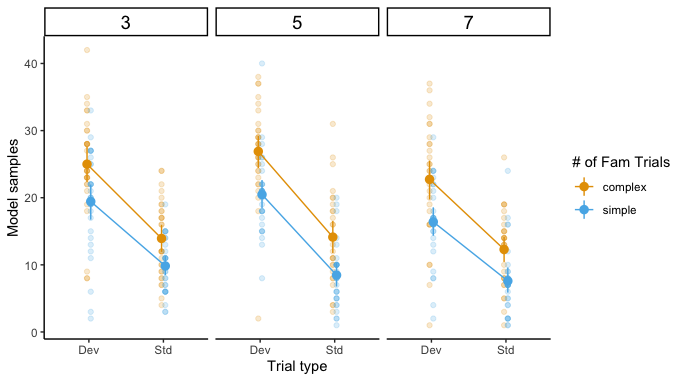 3 5 7
40
30
20
10
0
Model samples
Dev Std Dev Std Dev Std
Trial type
# of Fam Trials
complex
simple